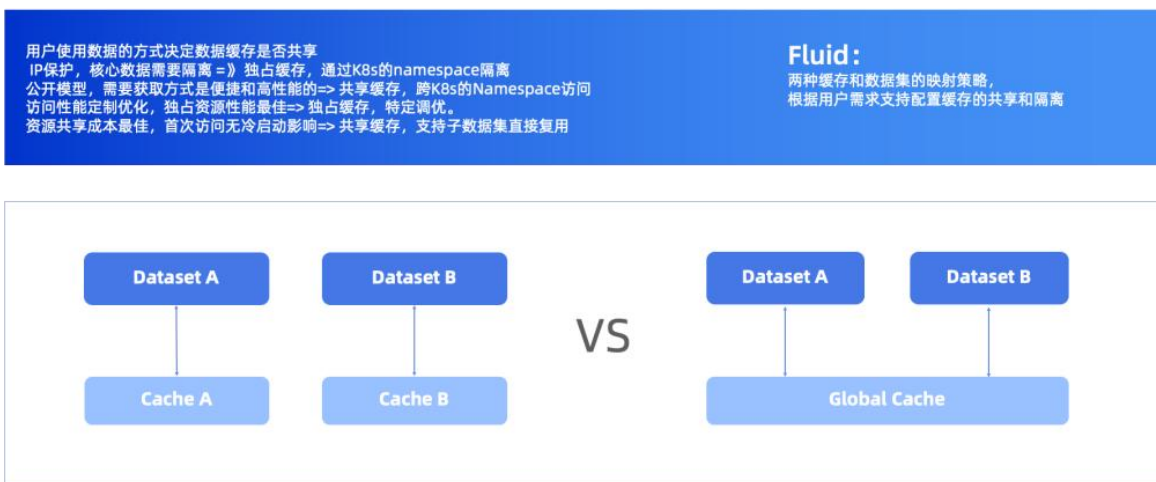 用户使用数据的方式决定数据缓存是否共享
IP保护，核心数据需要隔离 =》 独占缓存，通过K8s的namespace隔离
公开模型，需要获取方式是便捷和高性能的=> 共享缓存，跨K8s的Namespace访问
访问性能定制优化，独占资源性能最佳=> 独占缓存，特定调优。
资源共享成本最佳，首次访问无冷启动影响=> 共享缓存，支持子数据集直接复用
Fluid：
两种缓存和数据集的映射策略，
根据用户需求支持配置缓存的共享和隔离
Dataset A
Dataset B
Cache A
Cache B
VS
Dataset A
Dataset B
Global Cache